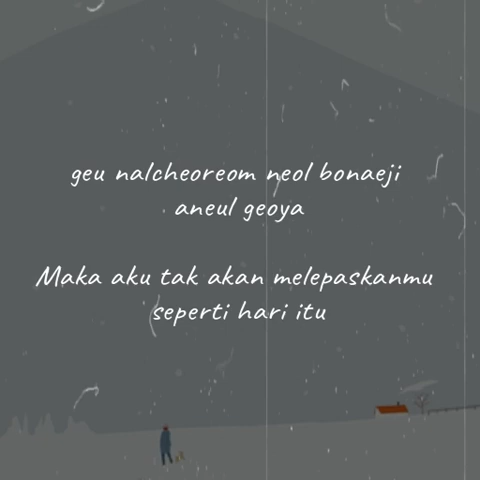 geu nalcheoreom neol bonaeji
aneul geoya
Maka aku tak akan melepaskanmu
seperti hari itu